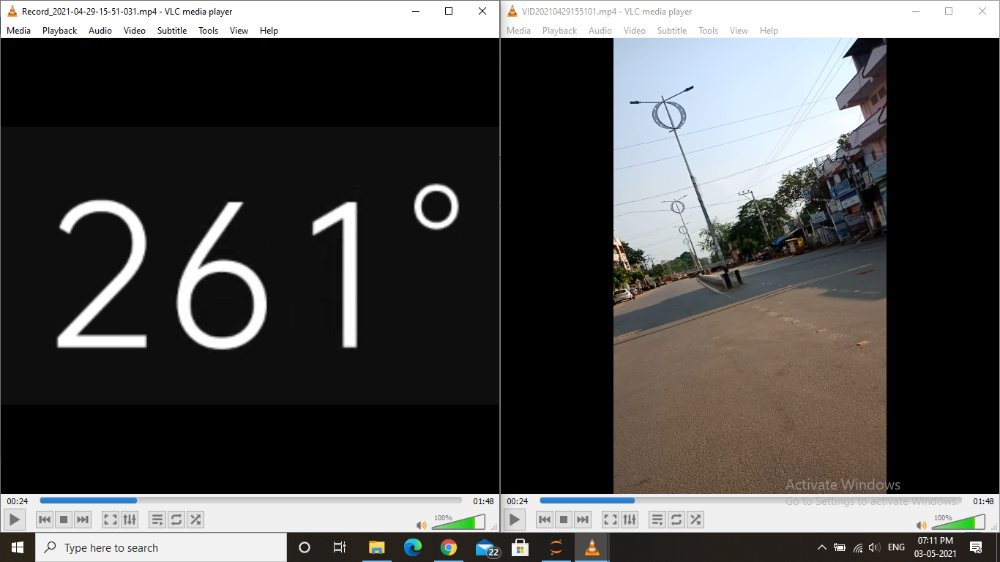 Record_2021-04-29-15-51-031.mp4 - VLC media player
Media Playback Audio Video Subtitle Tools View Help
261°
00:24
01:48
100%
VID20210429155101.mp4 - VLC media player
Media Playback Audio Video Subtitle Tools View Help
Activate Windows
Go to Settings to activate Windows.
00:24
01:48
100%
Type here to search
22
ENG
07:11 PM
03-05-2021